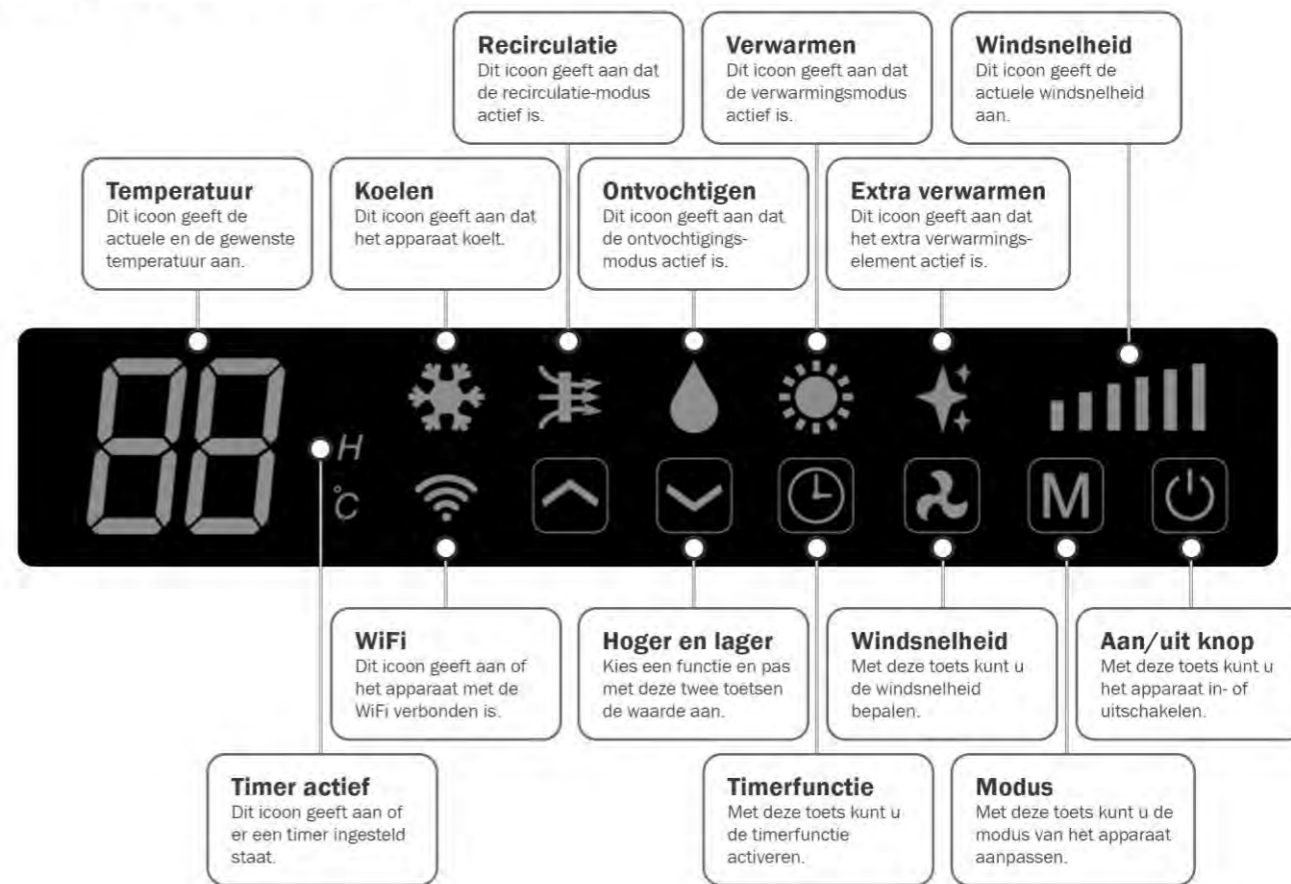 Recirculatie
Dit icoon geeft aan dat
de recirculatie-modus
actief is.
Verwarmen
Dit icoon geeft aan dat
de verwarmingsmodus
actief is.
Windsnelheid
Dit icoon geeft de
actuele windsnelheid
aan.
Temperatuur
Dit icoon geeft de
actuele en de gewenste
temperatuur aan.
Koelen
Dit icoon geeft aan dat
het apparaat koelt.
Ontvochtigen
Dit icoon geeft aan dat
de ontvochtigings-
modus actief is.
Extra verwarmen
Dit icoon geeft aan dat
het extra verwarmings-
element actief is.
88
H
°C
M
WiFi
Dit icoon geeft aan of
het apparaat met de
WiFi verbonden is.
Hoger en lager
Kies een functie en pas
met deze twee toetsen
de waarde aan.
Windsnelheid
Met deze toets kunt u
de windsnelheid
bepalen.
Aan/uit knop
Met deze toets kunt u
het apparaat in- of
uitschakelen.
Timer actief
Dit icoon geeft aan of
er een timer ingesteld
staat.
Timerfunctie
Met deze toets kunt u
de timerfunctie
activeren.
Modus
Met deze toets kunt u de
modus van het apparaat
aanpassen.